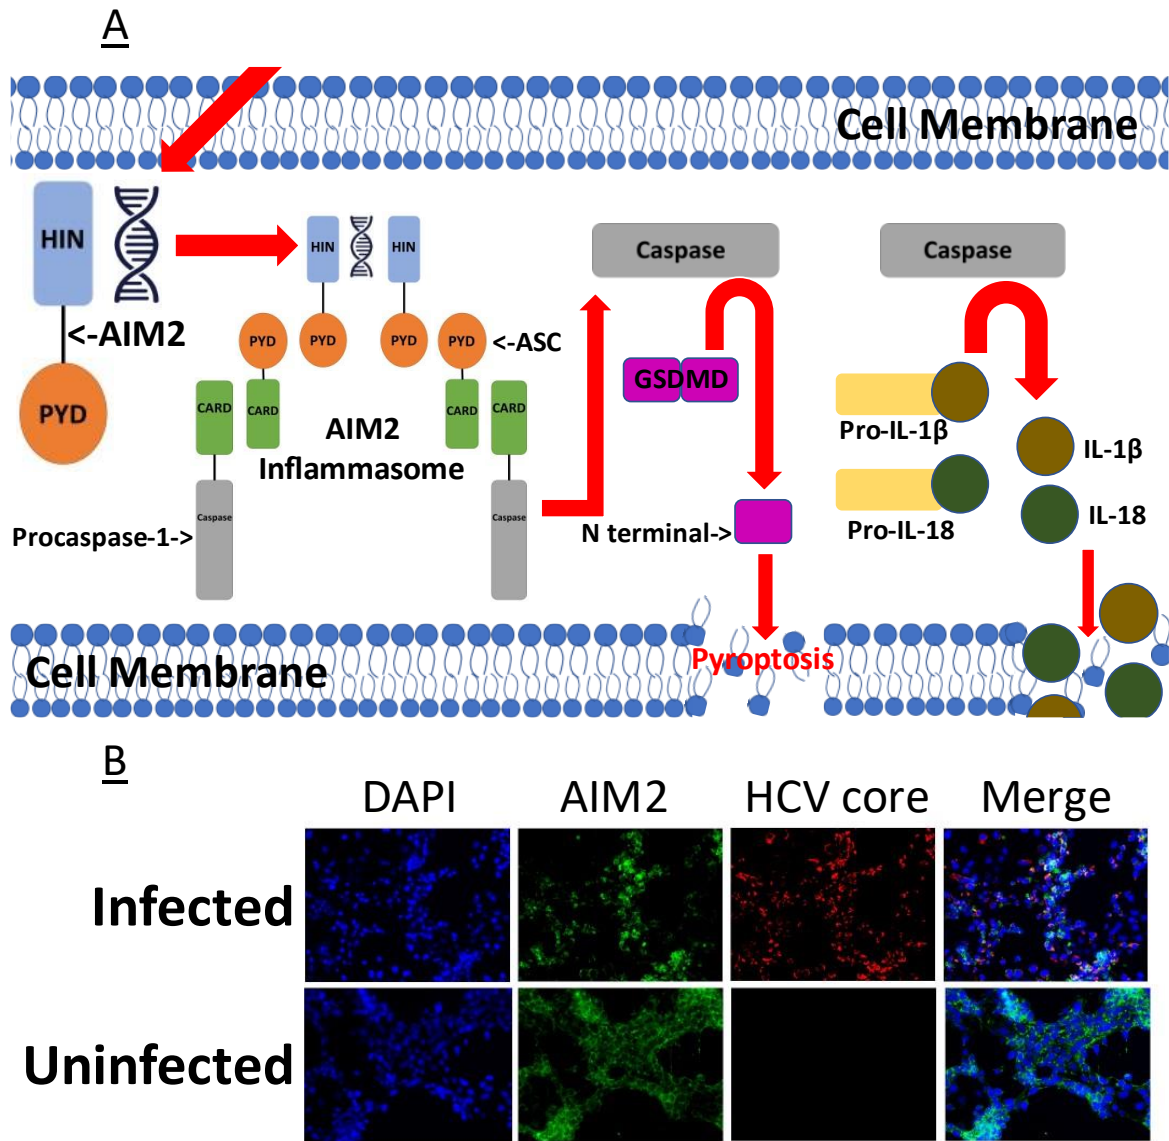 A
Cell Membrane
HIN
<-AIM2
PYD
HIN
HIN
PYD
PYD
PYD
PYD
<-ASC
CARD
CARD
CARD
CARD
AIM2
Inflammasome
Caspase
Caspase
Procaspase-1->
Caspase
GSDMD
N terminal->
Pyroptosis
Caspase
Pro-IL-1β
Pro-IL-18
IL-1β
IL-18
Cell Membrane
B
DAPI
AIM2
HCV core
Merge
Infected
Uninfected